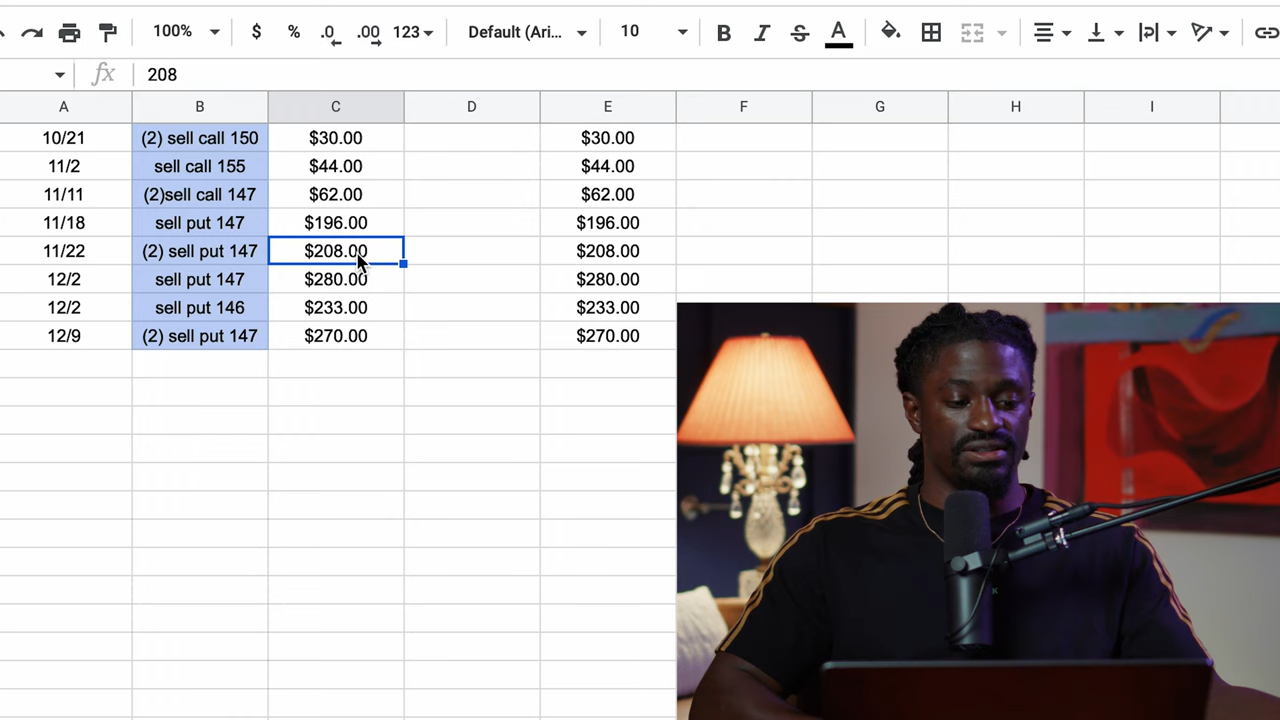 100% $ % .0 .00 123 Default (Ari... 10 B I S A
fx 208
A B C D E F G H I
10/21 (2) sell call 150 $30.00 $30.00
11/2 sell call 155 $44.00 $44.00
11/11 (2)sell call 147 $62.00 $62.00
11/18 sell put 147 $196.00 $196.00
11/22 (2) sell put 147 $208.00 $208.00
12/2 sell put 147 $280.00 $280.00
12/2 sell put 146 $233.00 $233.00
12/9 (2) sell put 147 $270.00 $270.00